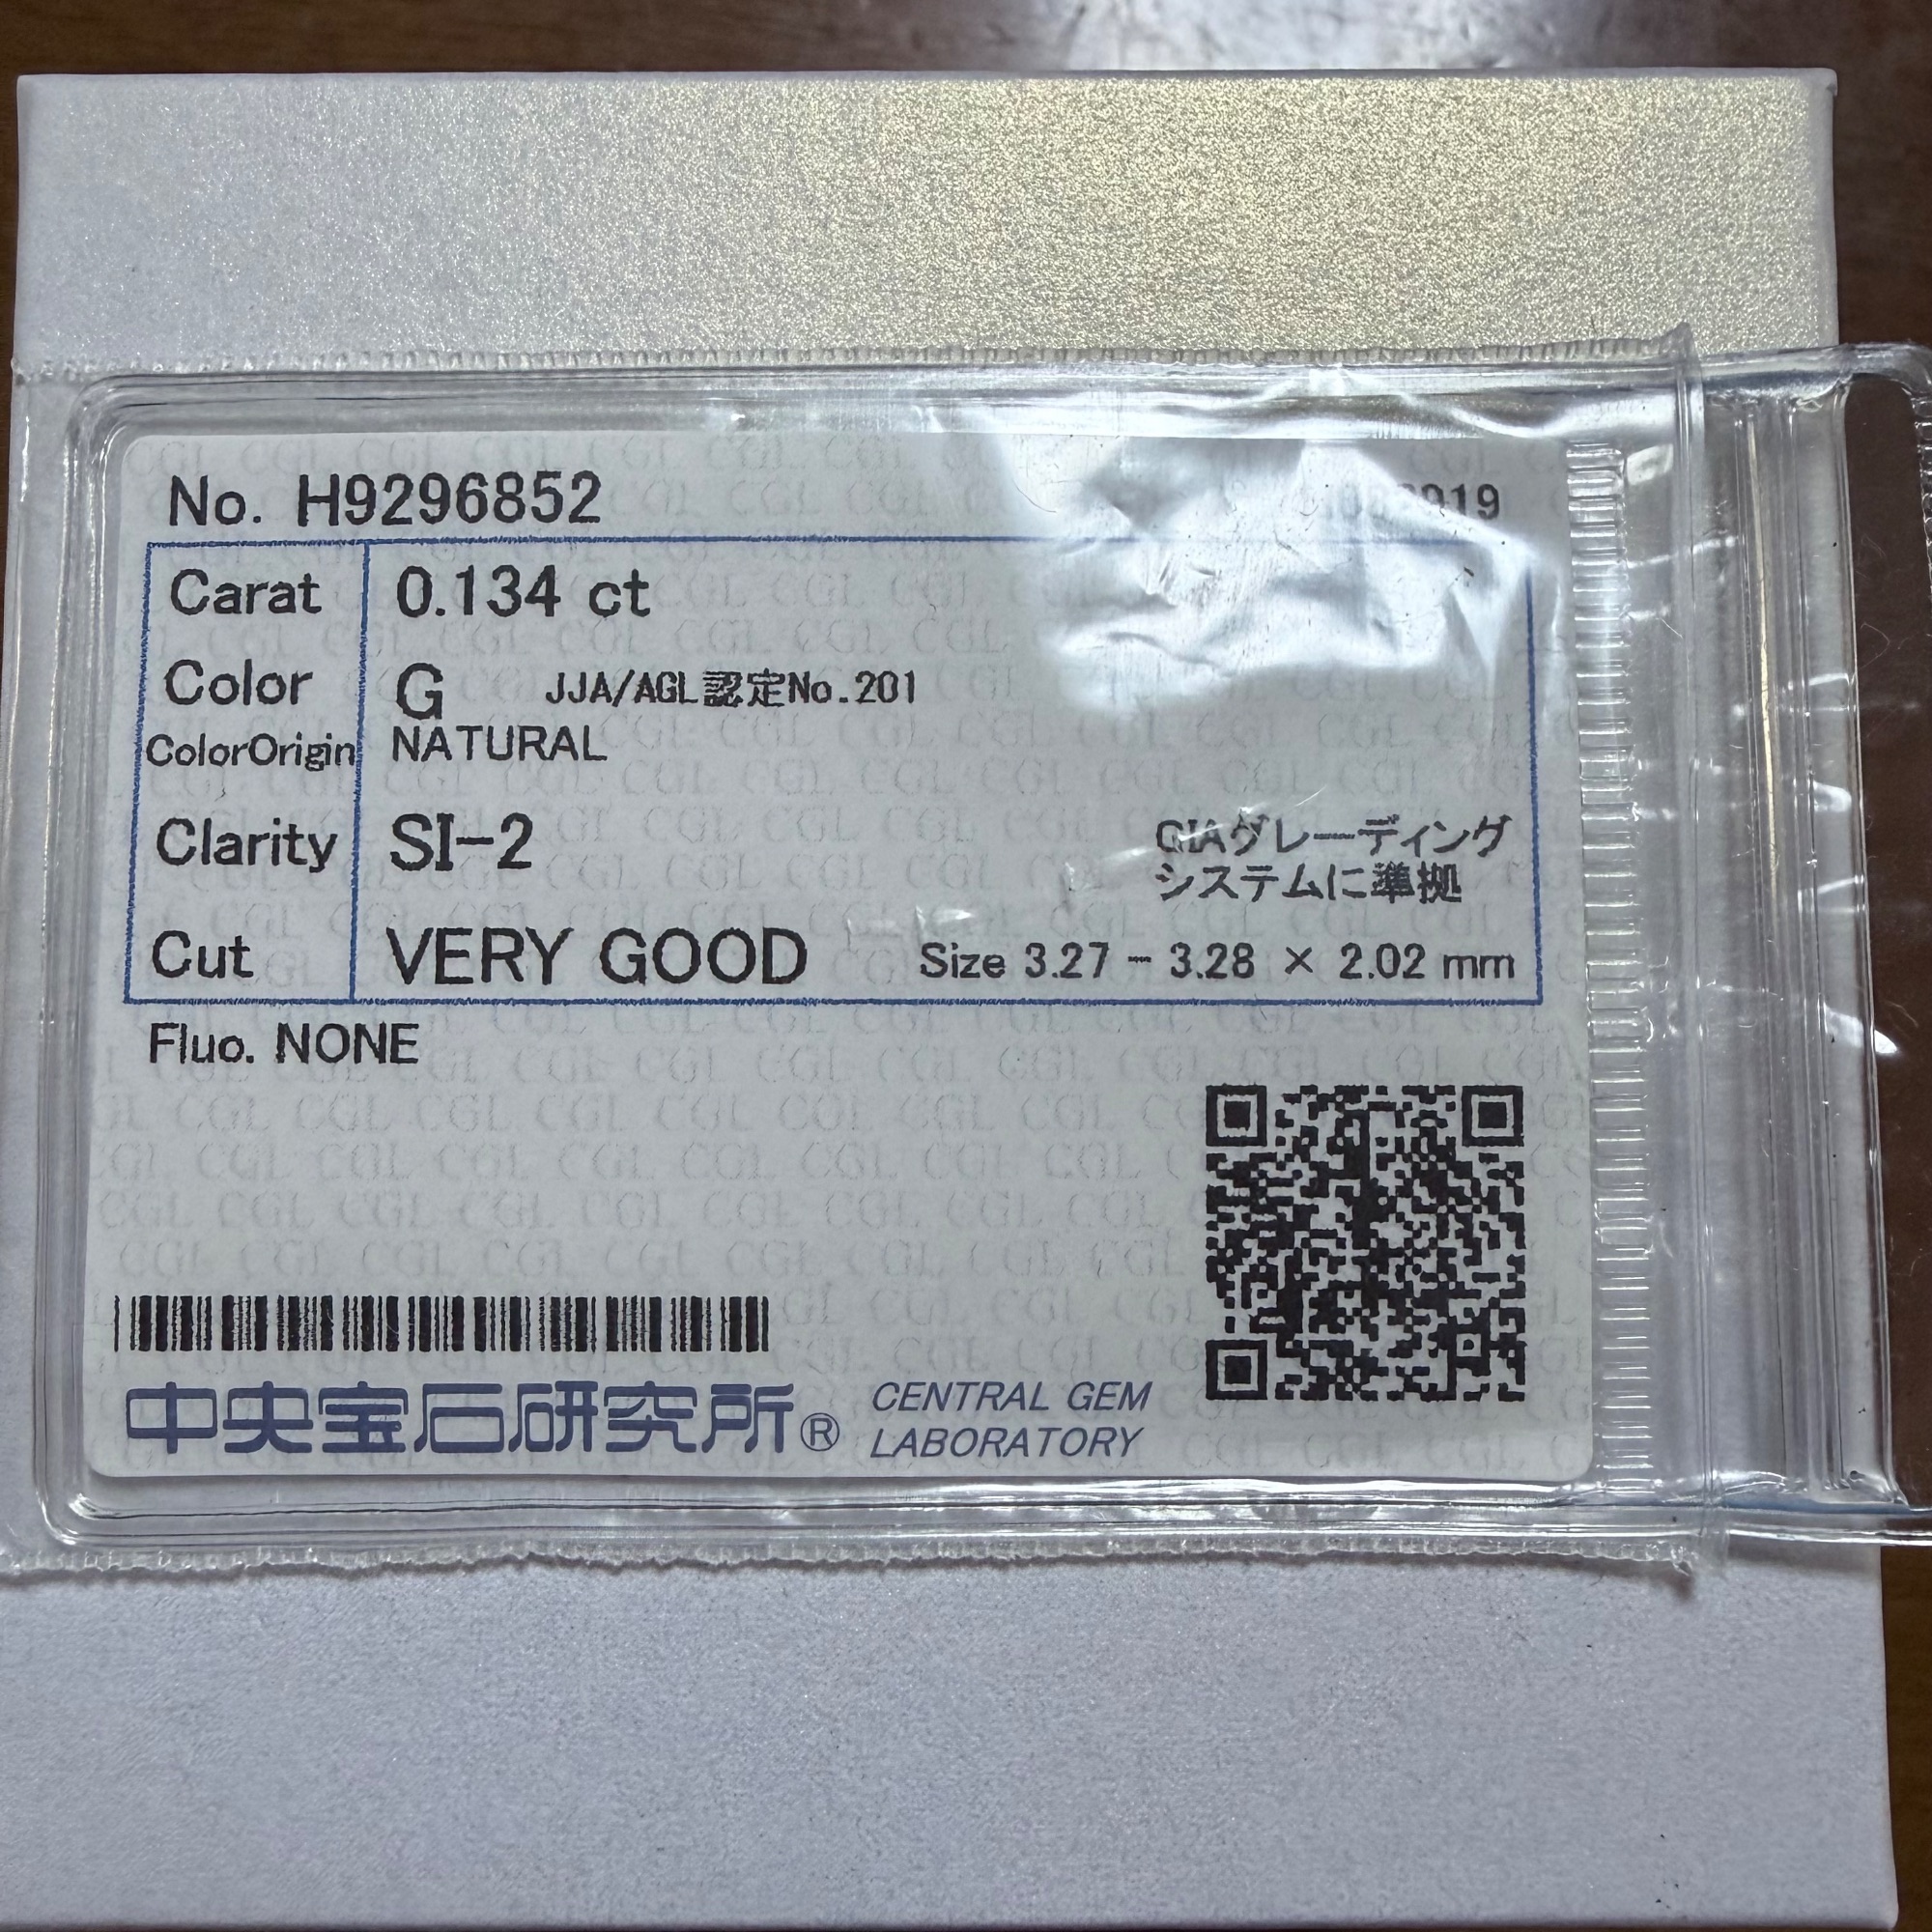 No. H9296852
Carat 0.134 ct
Color G JJA/AGL認定No.201
ColorOrigin NATURAL
Clarity SI-2 GIAグレーディング
システムに準拠
Cut VERY GOOD Size 3.27 - 3.28 × 2.02 mm
Fluo. NONE
中央宝石研究所® CENTRAL GEM
LABORATORY